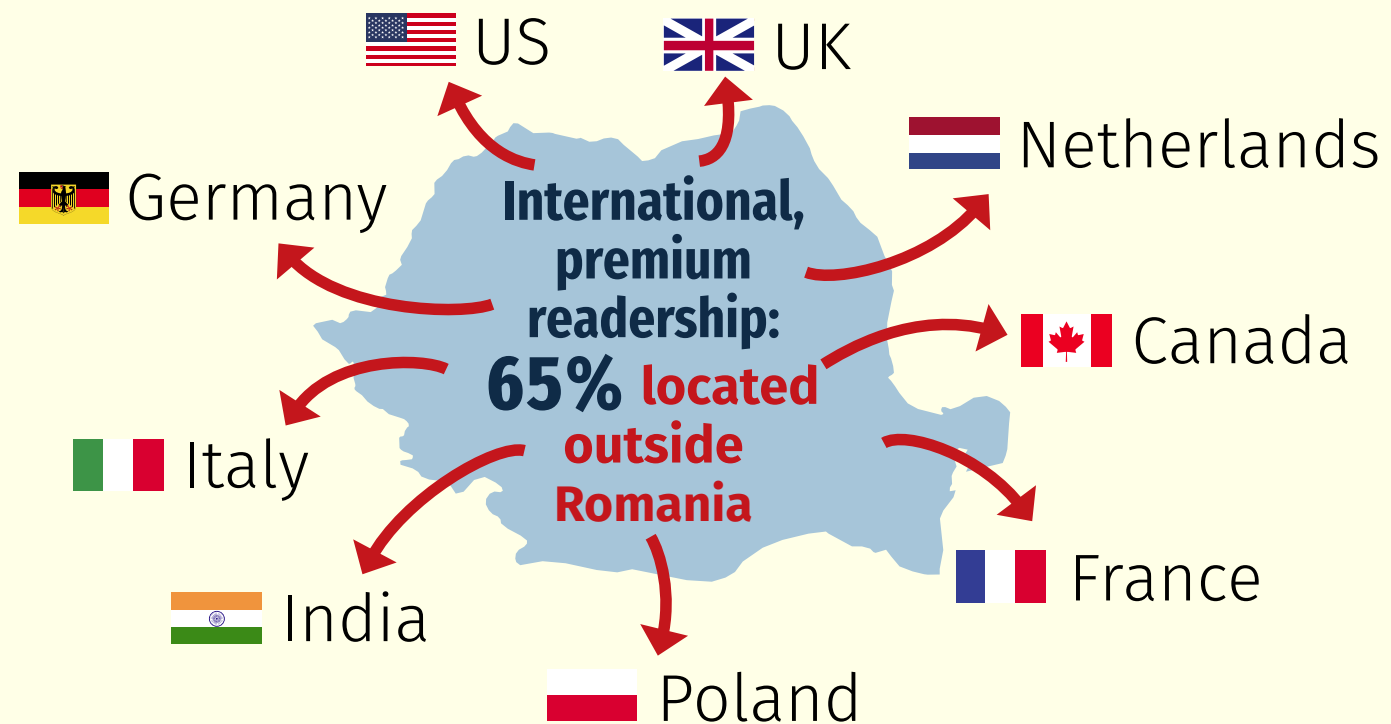 US
UK
Netherlands
Germany
International,
premium
readership:
65% located
outside
Romania
Canada
Italy
France
India
Poland